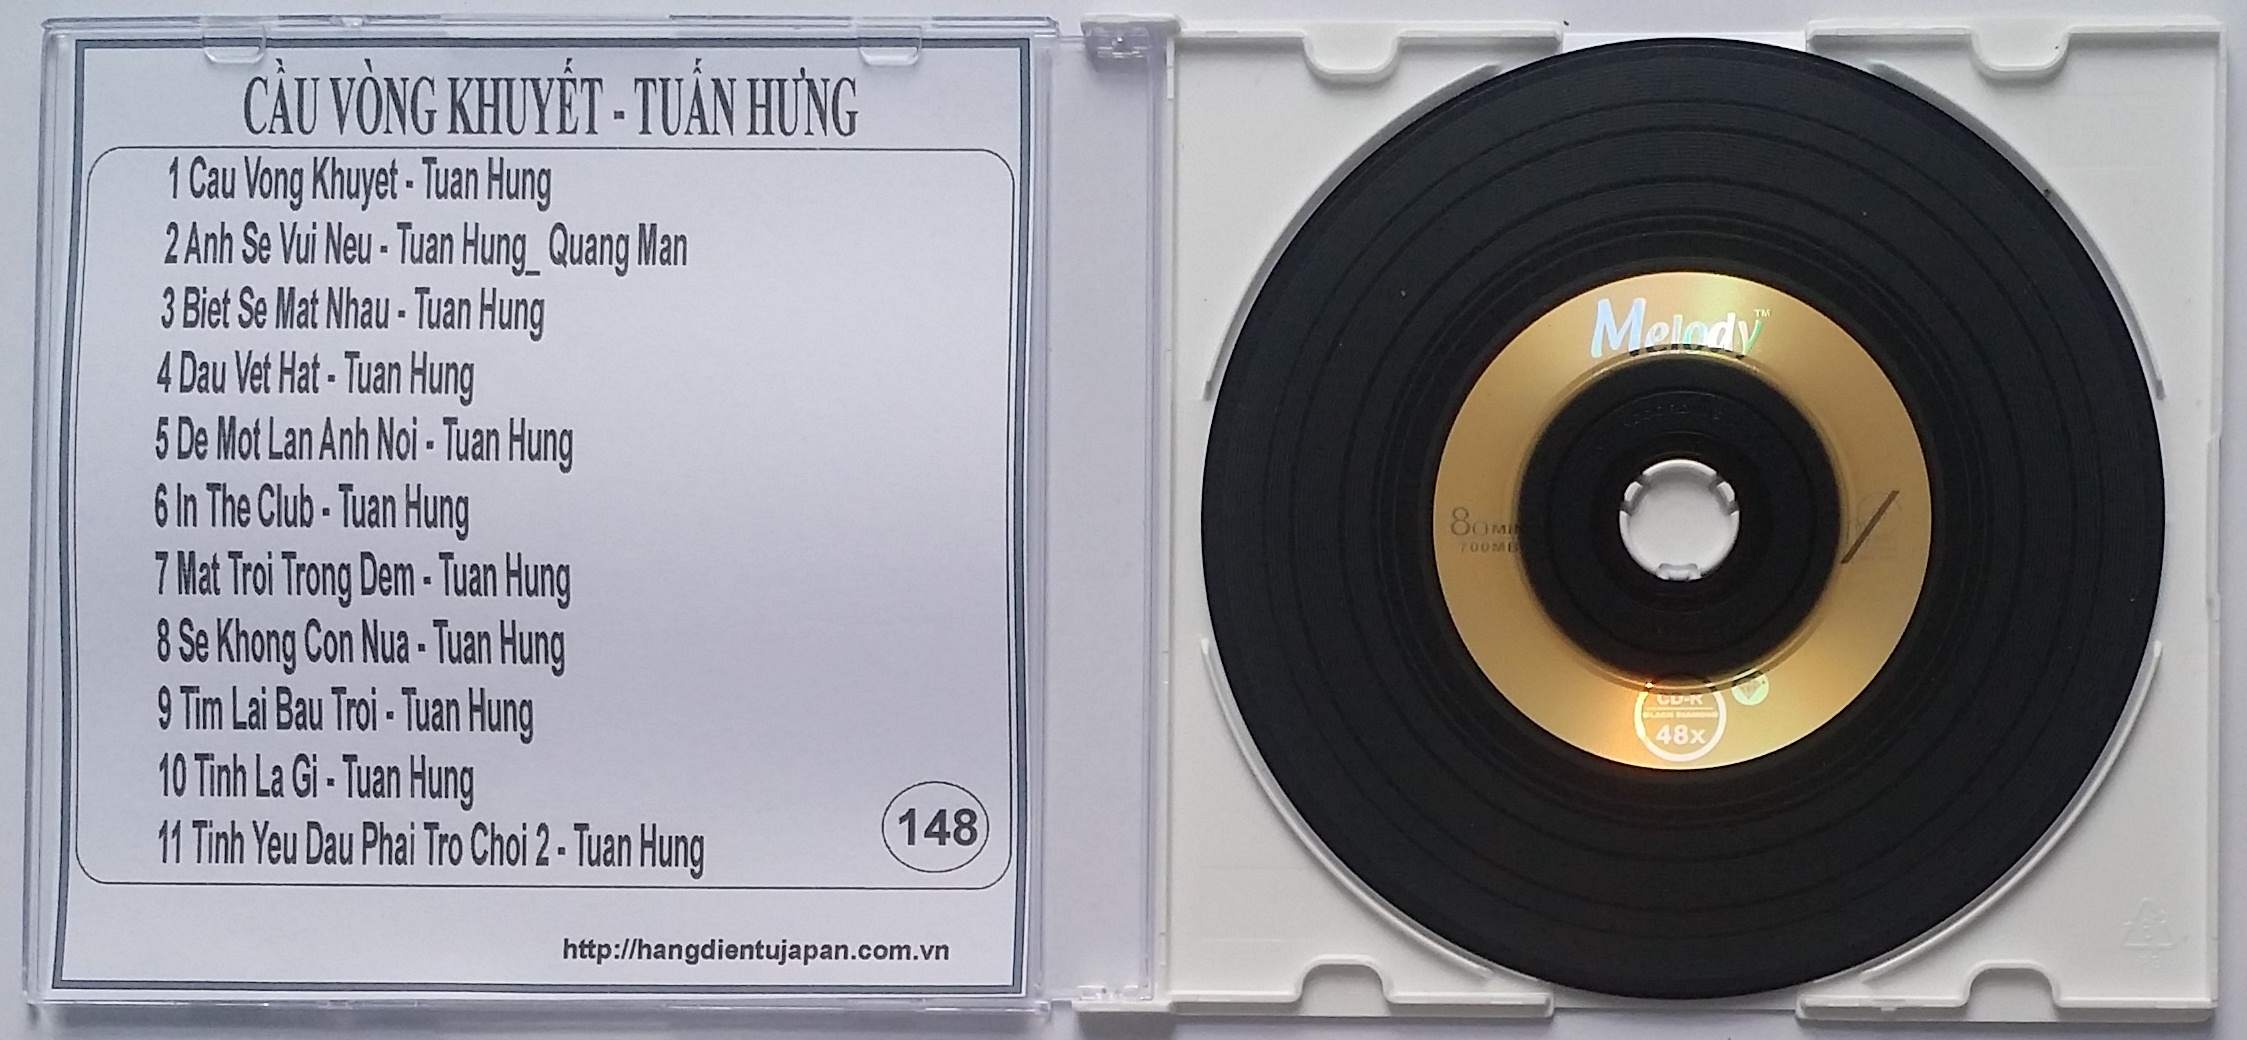 CẦU VÒNG KHUYẾT - TUẤN HƯNG
1 Cau Vong Khuyet - Tuan Hung
2 Anh Se Vui Neu - Tuan Hung_ Quang Man
3 Biet Se Mat Nhau - Tuan Hung
4 Dau Vet Hat - Tuan Hung
5 De Mot Lan Anh Noi - Tuan Hung
6 In The Club - Tuan Hung
7 Mat Troi Trong Dem - Tuan Hung
8 Se Khong Con Nua - Tuan Hung
9 Tim Lai Bau Troi - Tuan Hung
10 Tinh La Gi - Tuan Hung
11 Tinh Yeu Dau Phai Tro Choi 2 - Tuan Hung
148
http://hangdientujapan.com.vn
Melody™
80MIN
700MB
CD-R
BLACK DIAMOND
48x